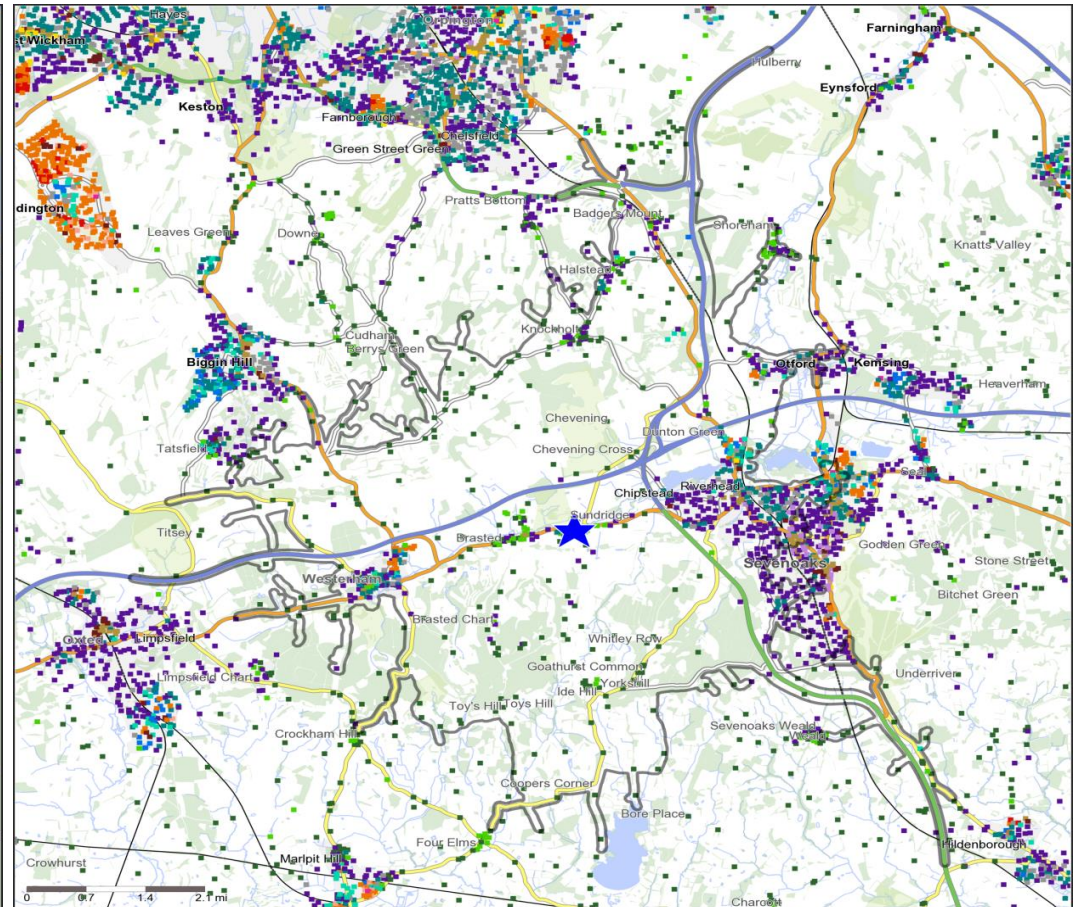 Hayes
Orpington
t Wickham
Farningham
Hulberry
Eynsford
Keston
Farnborough
Chelsfield
Green Street Green
Pratts Bottom
Badgers Mount
dington
Leaves Green
Downe
Shoreham
Knatts Valley
Halstead
Knockholt
Cudham
Berrys Green
Biggin Hill
Otford
Kemsing
Heaverham
Chevening
Dunton Green
Tatsfield
Chevening Cross
Seal
Chipstead
Riverhead
Sundridge
Titsey
Brasted
Godden Green
Sevenoaks
Stone Street
Westerham
Bitchet Green
Brasted Chart
Oxted
Limpsfield
Whitley Row
Goathurst Common
Limpsfield Chart
Yorkshill
Ide Hill
Underriver
Toy's Hill
Toys Hill
Sevenoaks Weald
Weald
Crockham Hill
Coopers Corner
Bore Place
Four Elms
Hildenborough
Marlpit Hill
Crowhurst
Charcott
0 0.7 1.4 2.1 mi